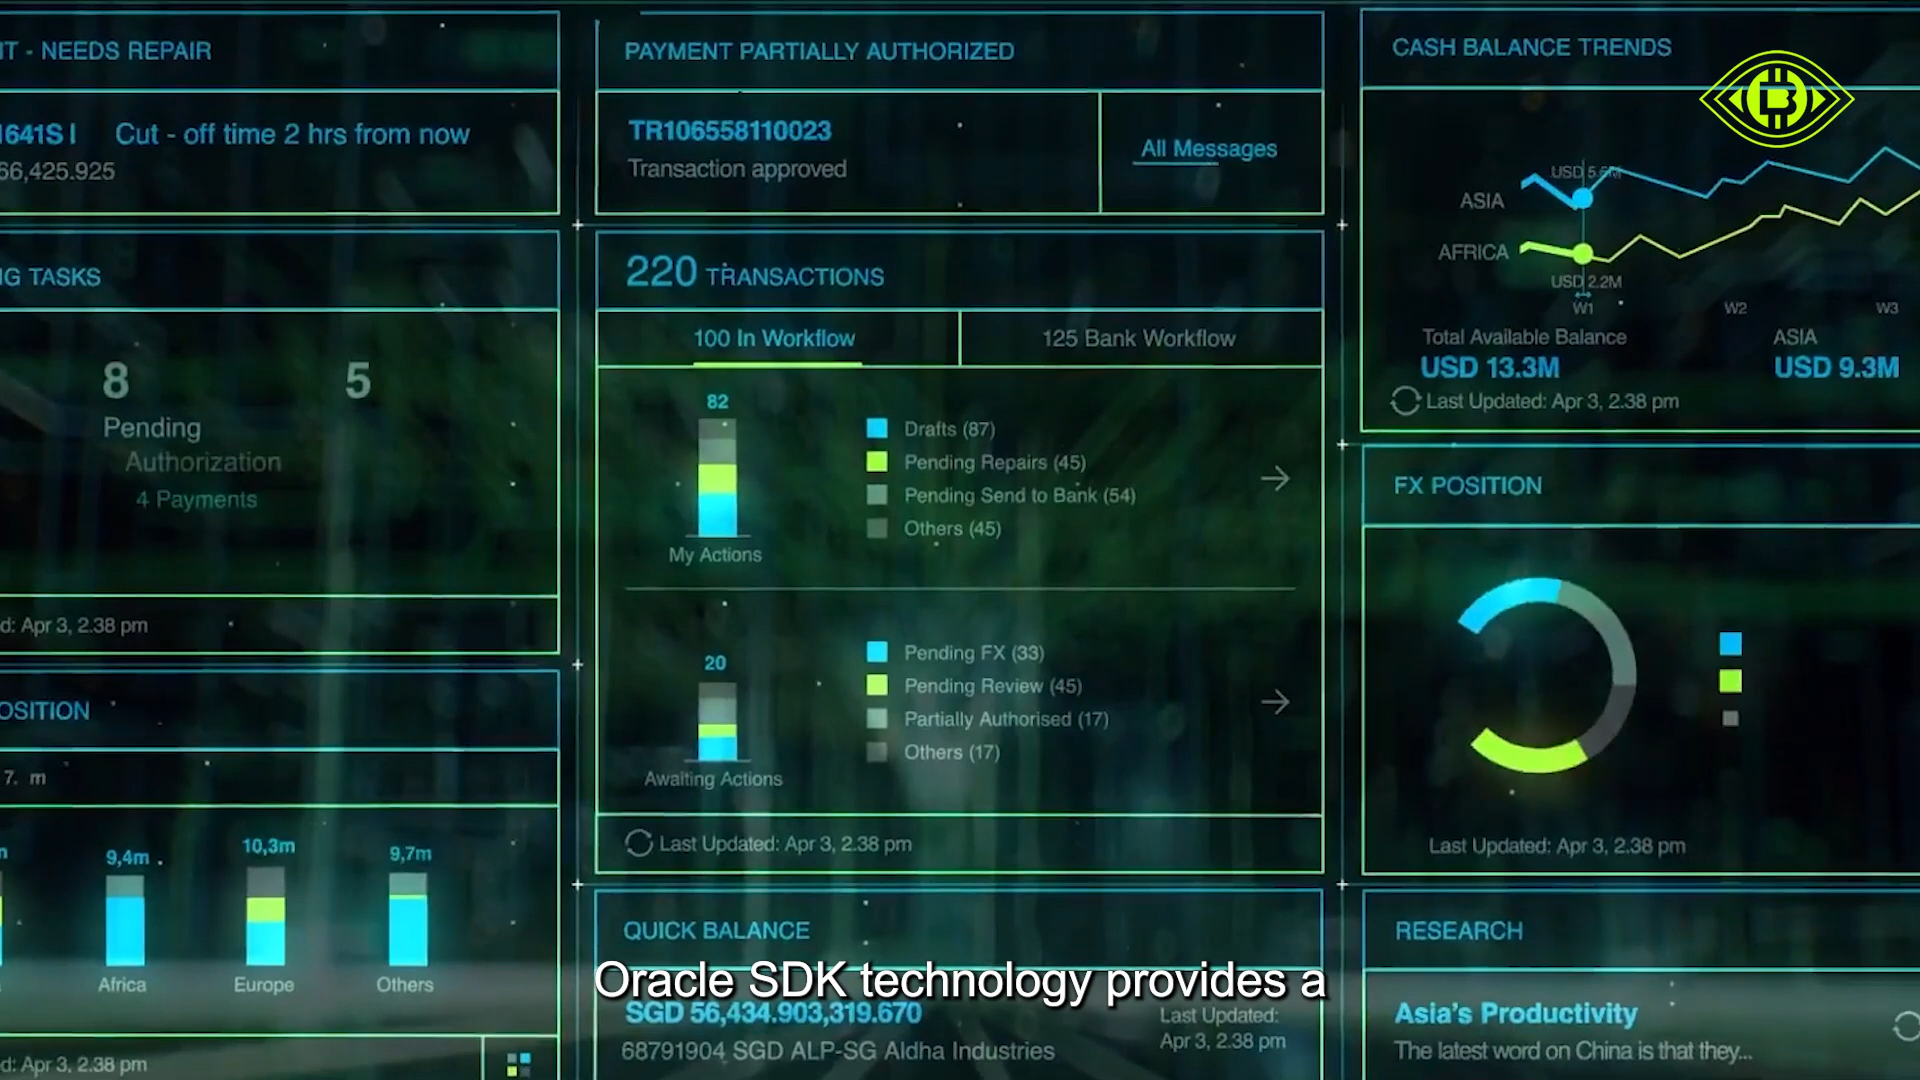 T - NEEDS REPAIR
1641S I Cut - off time 2 hrs from now
66,425.925
G TASKS
8
5
Pending
Authorization
4 Payments
d: Apr 3, 2.38 pm
OSITION
7. m
9,4m
10,3m
9,7m
Africa
Europe
Others
d: Apr 3, 2.38 pm
PAYMENT PARTIALLY AUTHORIZED
TR106558110023
Transaction approved
All Messages
220 TRANSACTIONS
100 In Workflow
125 Bank Workflow
82
Drafts (87)
Pending Repairs (45)
Pending Send to Bank (54)
Others (45)
My Actions
20
Pending FX (33)
Pending Review (45)
Partially Authorised (17)
Others (17)
Awaiting Actions
Last Updated: Apr 3, 2.38 pm
QUICK BALANCE
Oracle SDK technology provides a
SGD 56,434.903,319.670
68791904 SGD ALP-SG Aldha Industries
Last Updated:
Apr 3, 2.38 pm
CASH BALANCE TRENDS
B
ASIA
AFRICA
USD 2.2M
W1
W2
W3
Total Available Balance
USD 13.3M
ASIA
USD 9.3M
Last Updated: Apr 3, 2.38 pm
FX POSITION
Last Updated: Apr 3, 2.38 pm
RESEARCH
Asia's Productivity
The latest word on China is that they...